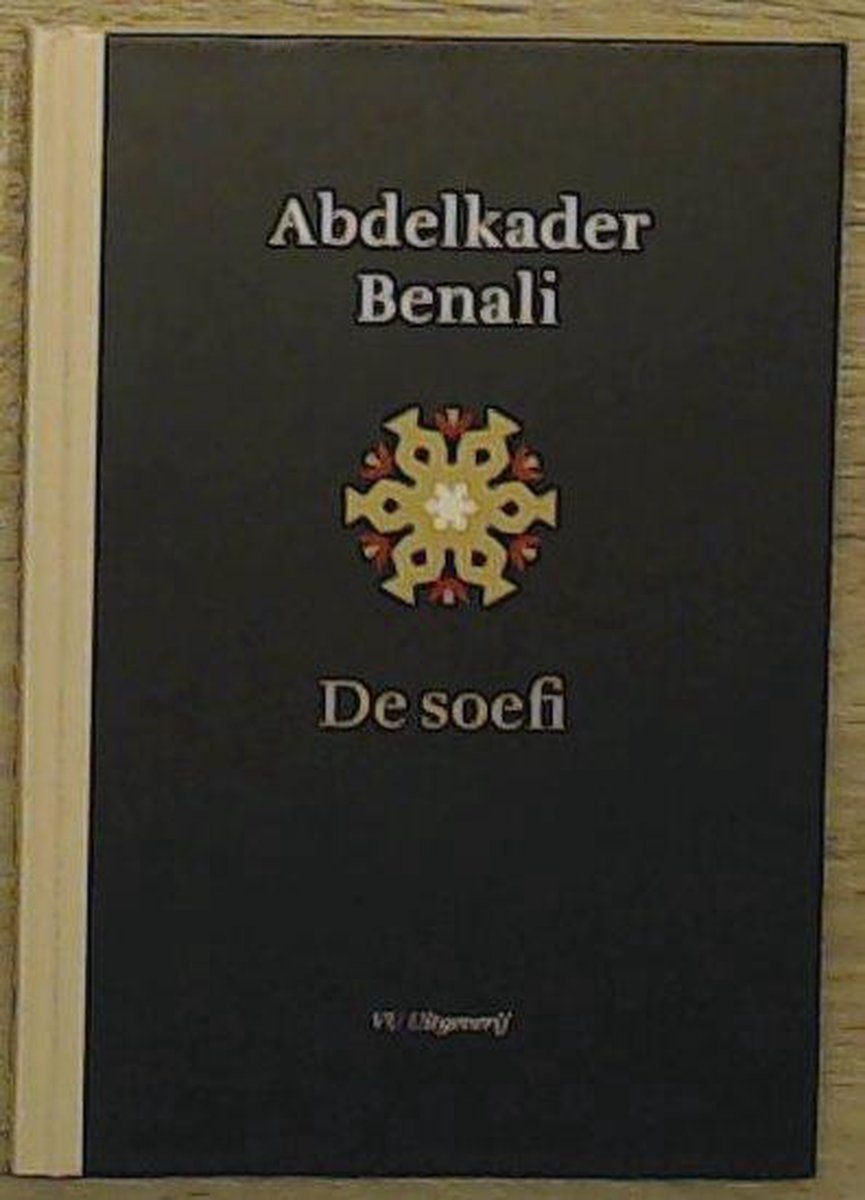 Abdelkader
Benali
De soefi
VU Uitgeverij